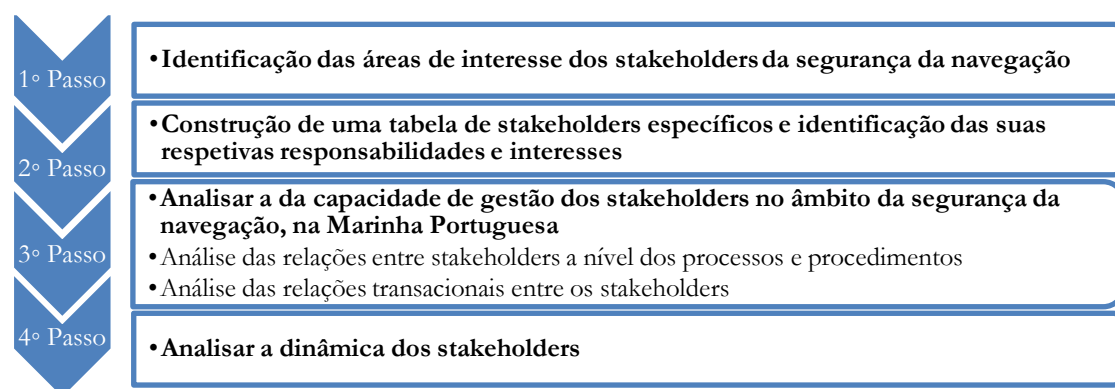 1º Passo
•Identificação das áreas de interesse dos stakeholders da segurança da navegação
2º Passo
•Construção de uma tabela de stakeholders específicos e identificação das suas
respetivas responsabilidades e interesses
3º Passo
•Analisar a da capacidade de gestão dos stakeholders no âmbito da segurança da
navegação, na Marinha Portuguesa
•Análise das relações entre stakeholders a nível dos processos e procedimentos
•Análise das relações transacionais entre os stakeholders
4º Passo
•Analisar a dinâmica dos stakeholders